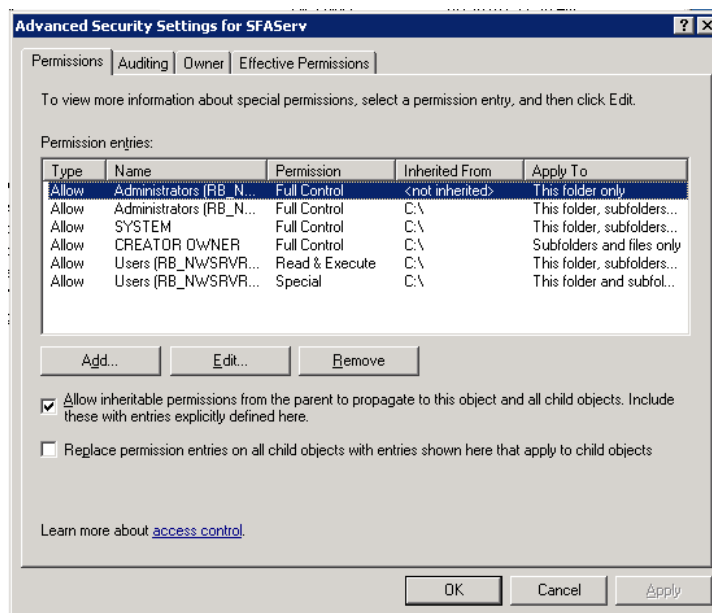 Advanced Security Settings for SFAServ
Permissions Auditing Owner Effective Permissions
To view more information about special permissions, select a permission entry, and then click Edit.
Permission entries:
Type Name Permission Inherited From Apply To
Allow Administrators (RB_N... Full Control <not inherited> This folder only
Allow Administrators (RB_N... Full Control C:\ This folder, subfolders...
Allow SYSTEM Full Control C:\ This folder, subfolders...
Allow CREATOR OWNER Full Control C:\ Subfolders and files only
Allow Users (RB_NWSRVR... Read & Execute C:\ This folder, subfolders...
Allow Users (RB_NWSRVR... Special C:\ This folder and subfol...
Add... Edit... Remove
Allow inheritable permissions from the parent to propagate to this object and all child objects. Include
these with entries explicitly defined here.
Replace permission entries on all child objects with entries shown here that apply to child objects
Learn more about access control.
OK Cancel Apply